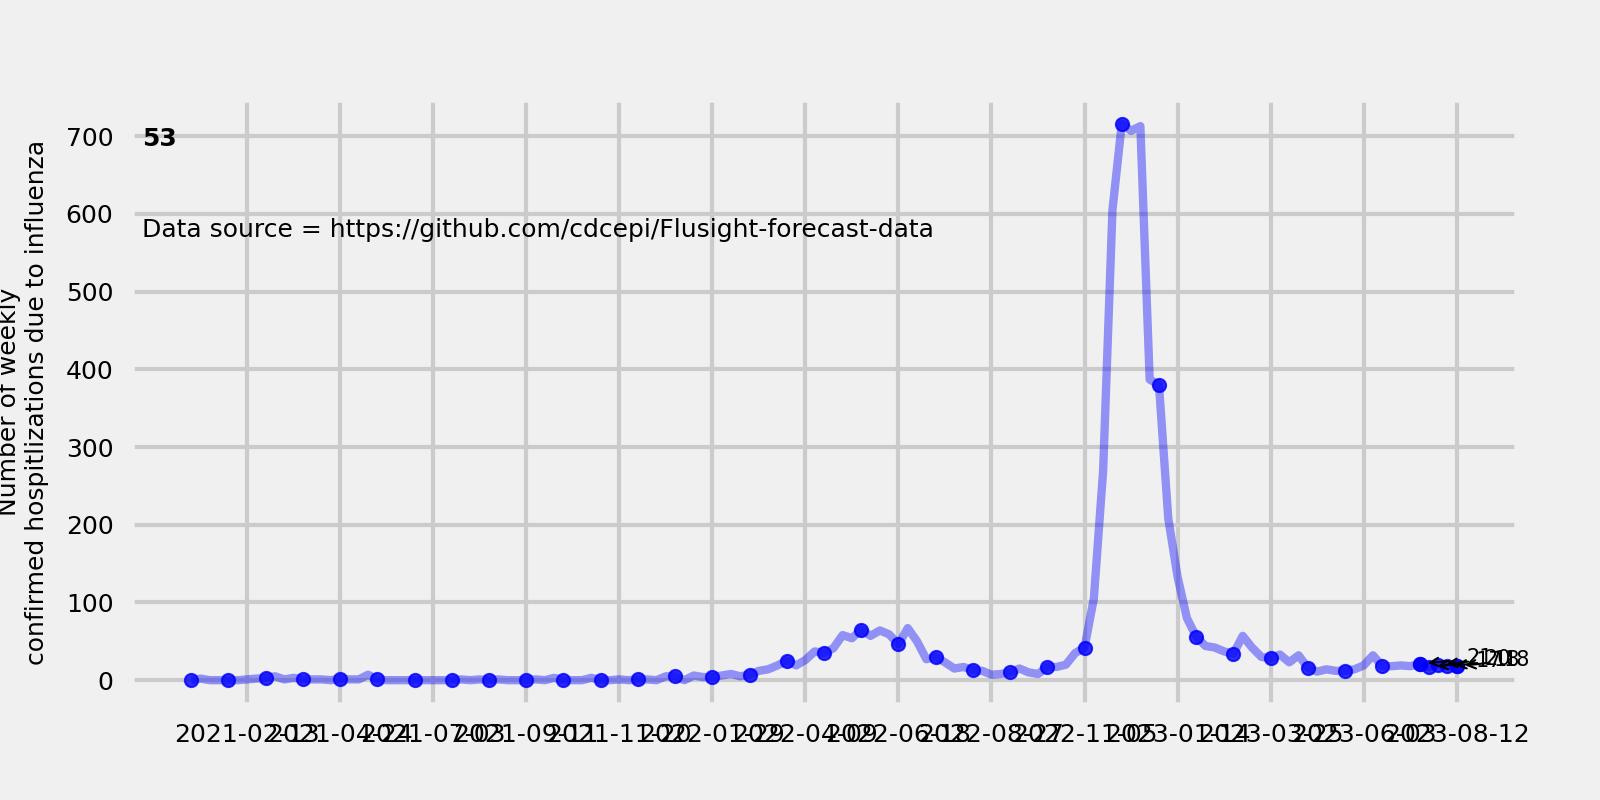 Number of weekly
confirmed hospitlizations due to influenza
700
600
500
400
300
200
100
0
53
Data source = https://github.com/cdcepi/Flusight-forecast-data
2021-02-13 2021-04-24 2021-07-03 2021-09-11 2021-11-20 2022-01-29 2022-04-09 2022-06-18 2022-08-27 2022-11-05 2023-01-14 2023-03-25 2023-06-03 2023-08-12
18